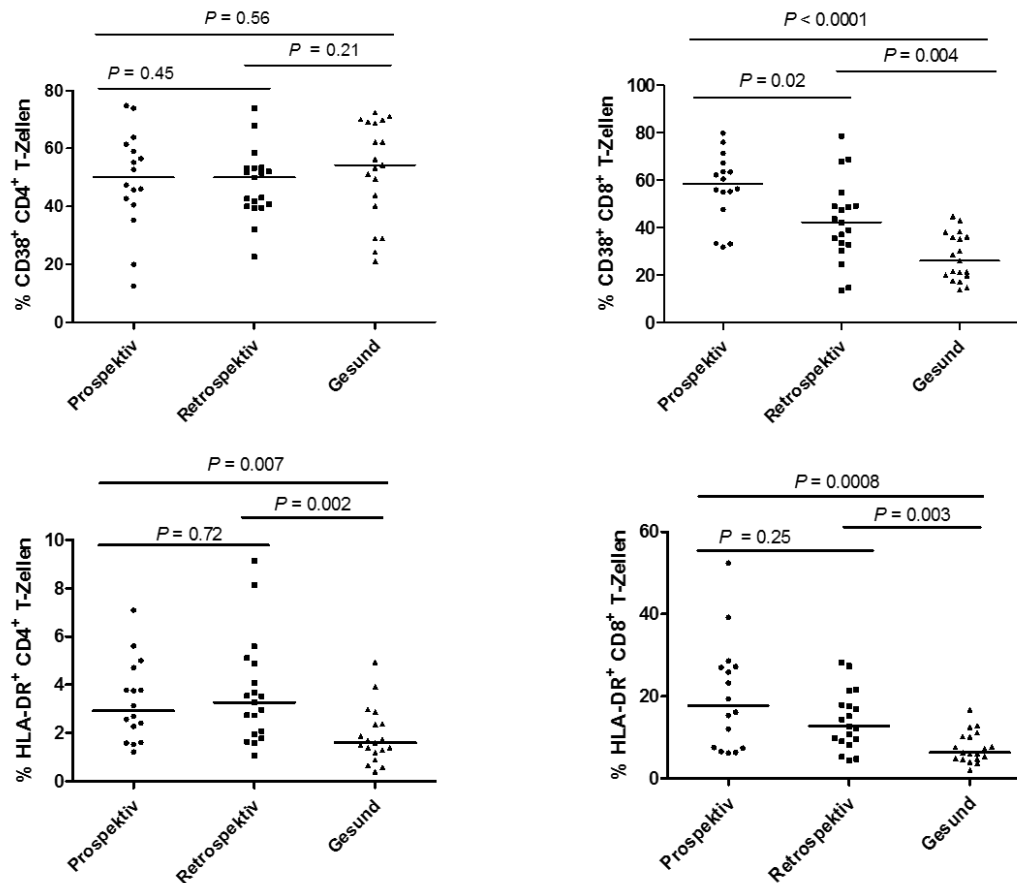 P = 0.56
P = 0.21
P = 0.45
80
60
40
20
0
% CD38⁺ CD4⁺ T-Zellen
Prospektiv
Retrospektiv
Gesund
P < 0.0001
P = 0.004
P = 0.02
100
80
60
40
20
0
% CD38⁺ CD8⁺ T-Zellen
Prospektiv
Retrospektiv
Gesund
P = 0.007
P = 0.002
P = 0.72
10
8
6
4
2
0
% HLA-DR⁺ CD4⁺ T-Zellen
Prospektiv
Retrospektiv
Gesund
P = 0.0008
P = 0.003
P = 0.25
60
40
20
0
% HLA-DR⁺ CD8⁺ T-Zellen
Prospektiv
Retrospektiv
Gesund